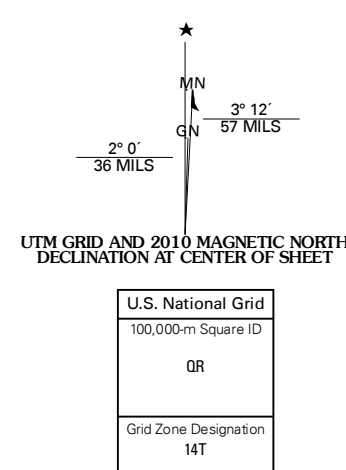 ★
MN
3° 12´
57 MILS
GN
2° 0´
36 MILS
UTM GRID AND 2010 MAGNETIC NORTH
DECLINATION AT CENTER OF SHEET
U.S. National Grid
100,000-m Square ID
QR
Grid Zone Designation
14T